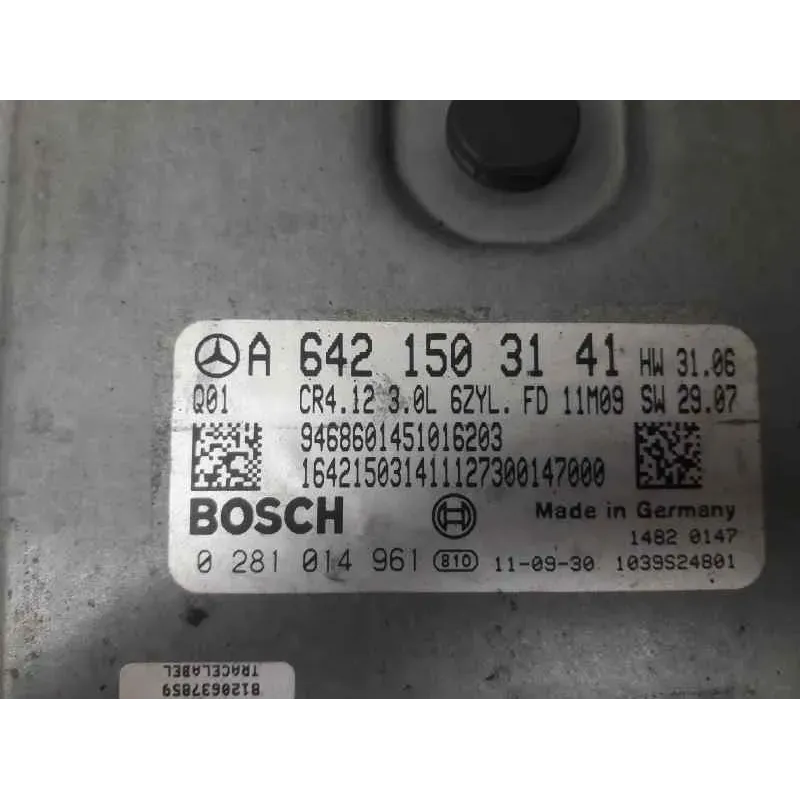 A 642 150 31 41 HW 31.06
Q01 CR4.12 3.0L 6ZYL. FD 11M09 SW 29.07
9468601451016203
164215031411127300147000
BOSCH Made in Germany
1482 0147
0 281 014 961 810 11-09-30 1039S24801
TRACELABEL
8120637859